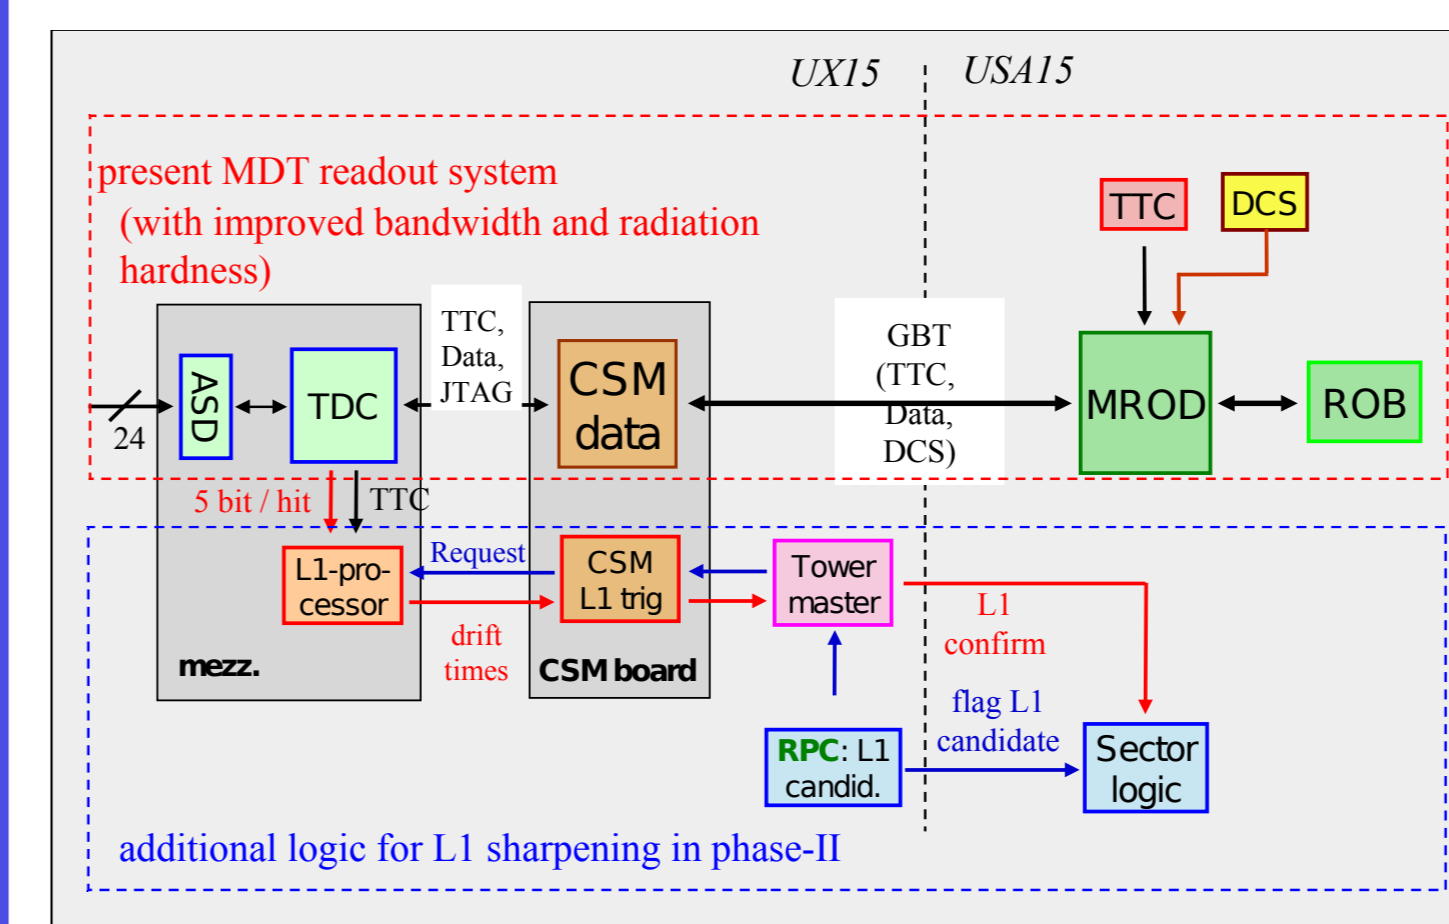 UX15
USA15
present MDT readout system
(with improved bandwidth and radiation
hardness)
TTC
DCS
TTC,
Data,
JTAG
GBT
(TTC,
Data,
DCS)
24
ASD
TDC
CSM
data
MROD
ROB
5 bit / hit
TTC
L1-pro-
cessor
Request
CSM
L1 trig
Tower
master
drift
times
L1
confirm
mezz.
CSM board
flag L1
candidate
RPC: L1
candid.
Sector
logic
additional logic for L1 sharpening in phase-II